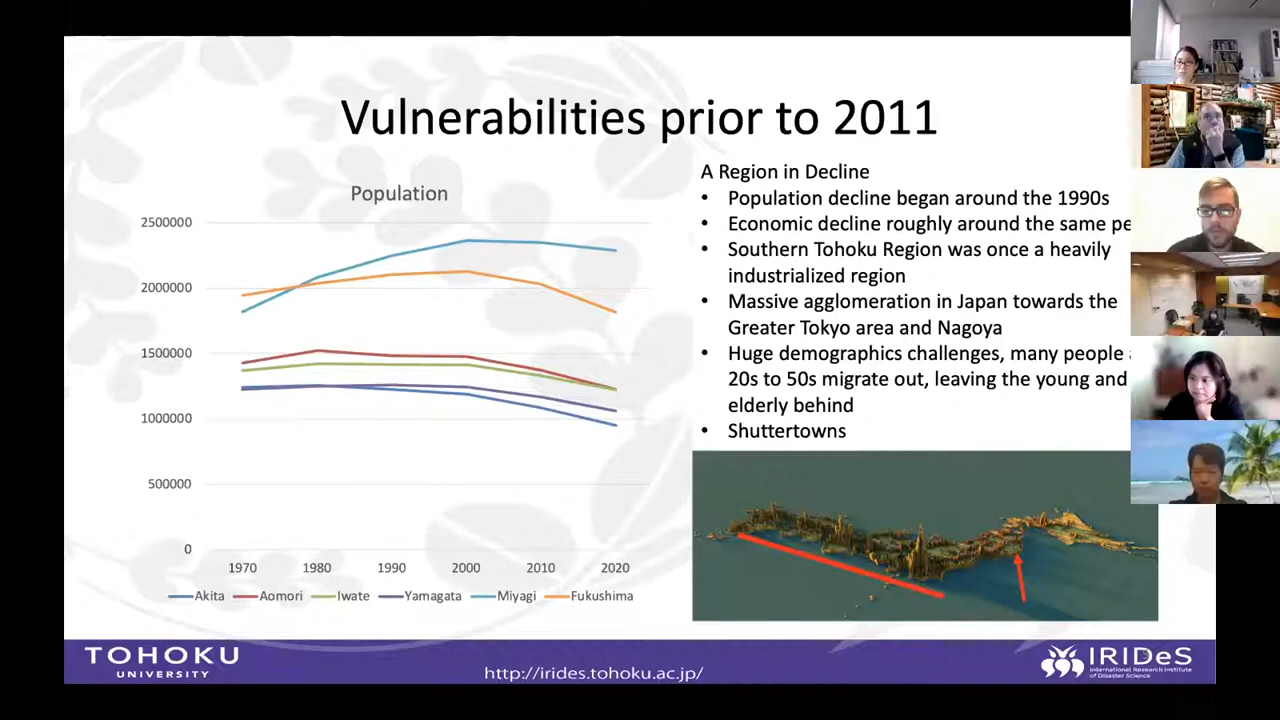 Vulnerabilities prior to 2011
Population
2500000
2000000
1500000
1000000
500000
0
1970 1980 1990 2000 2010 2020
Akita Aomori Iwate Yamagata Miyagi Fukushima
A Region in Decline
• Population decline began around the 1990s
• Economic decline roughly around the same pe
• Southern Tohoku Region was once a heavily
industrialized region
• Massive agglomeration in Japan towards the
Greater Tokyo area and Nagoya
• Huge demographics challenges, many people
20s to 50s migrate out, leaving the young and
elderly behind
• Shuttertowns
TOHOKU
UNIVERSITY
http://irides.tohoku.ac.jp/
IRIDeS
International Research Institute
of Disaster Science